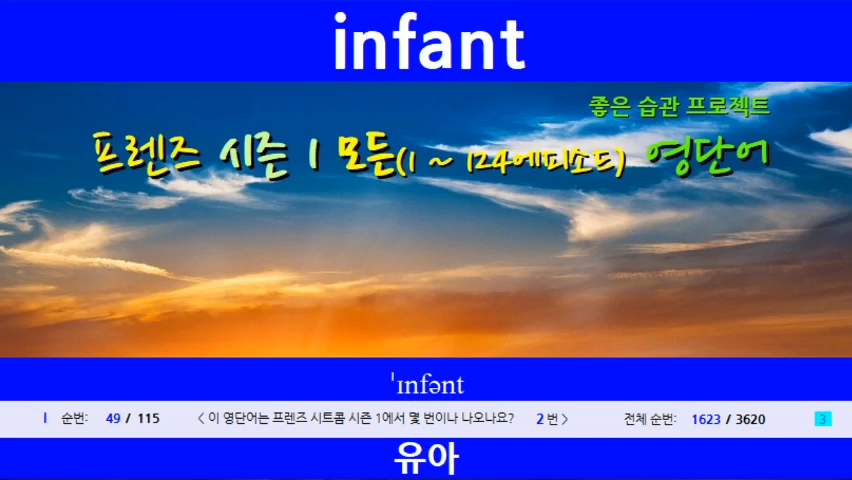 infant
좋은 습관 프로젝트
프렌즈 시즌 1 모든(1 ~ 124에피소드) 영단어
ˈɪnfənt
I 순번: 49 / 115 < 이 영단어는 프렌즈 시트콤 시즌 1에서 몇 번이나 나오나요? 2 번 > 전체 순번: 1623 / 3620 3
유아